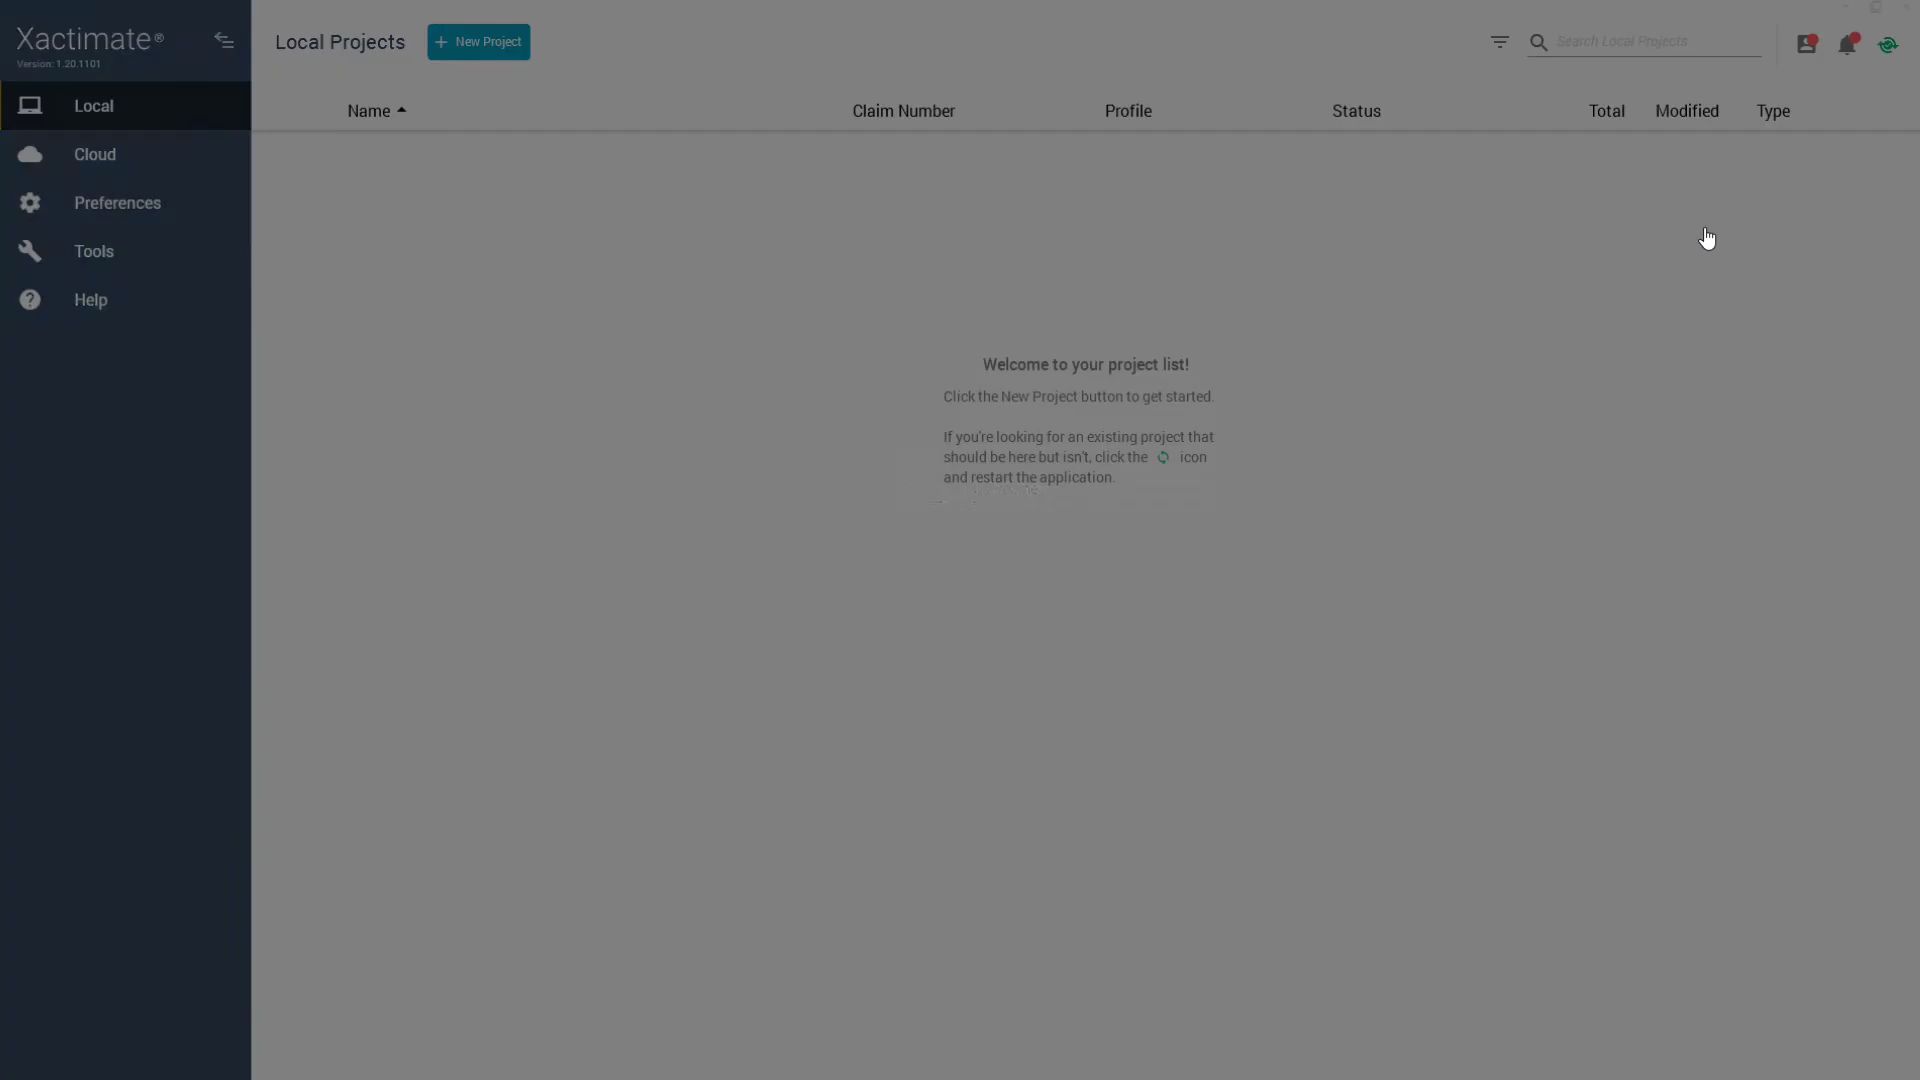 Xactimate®
Version: 1.20.1101
Local Projects
+ New Project
Search Local Projects
Local
Cloud
Preferences
Tools
Help
Name Claim Number Profile Status Total Modified Type
Welcome to your project list!
Click the New Project button to get started.
If you're looking for an existing project that
should be here but isn't, click the icon
and restart the application.